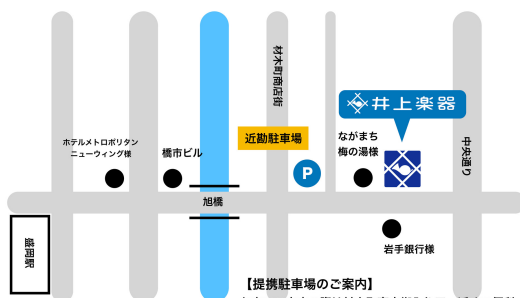 材木町商店街
井上楽器
近勘駐車場
ながまち
梅の湯様
中央通り
ホテルメトロポリタン
ニューウィング様
橋市ビル
P
旭橋
盛岡駅
岩手銀行様
【提携駐車場のご案内】